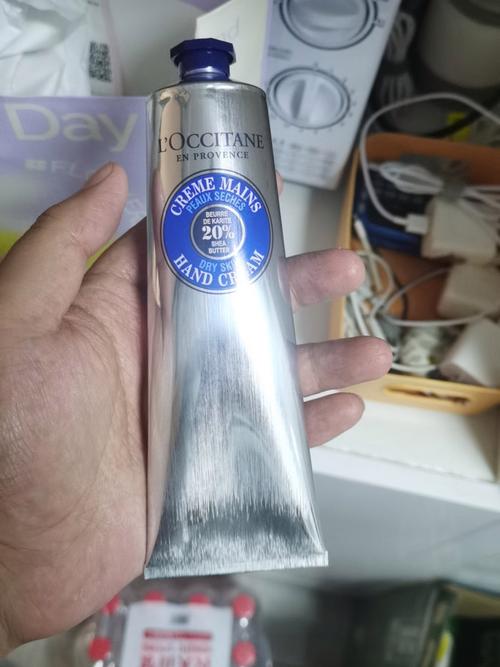 Day
L'OCCITANE
EN PROVENCE
CREME MAINS
PEAUX SECHES
BEURRE
DE KARITE
20%
SHEA
BUTTER
DRY SKIN
HAND CREAM